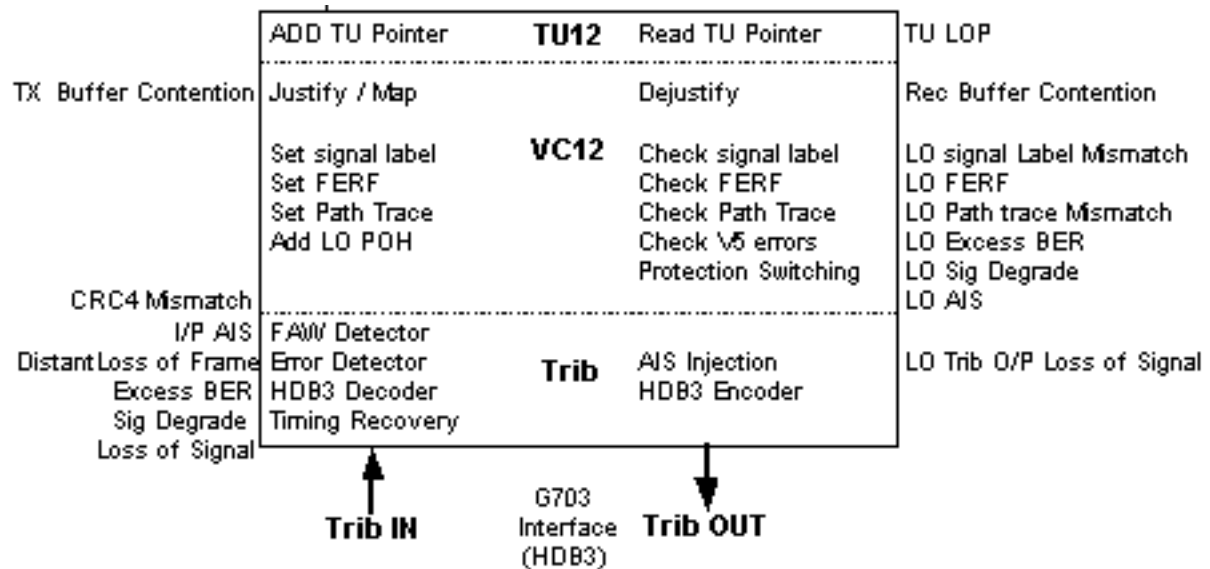 ADD TU Pointer TU12 Read TU Pointer TU LOP
TX Buffer Contention Justify / Map Dejustify Rec Buffer Contention
Set signal label VC12 Check signal label LO signal Label Mismatch
Set FERF Check FERF LO FERF
Set Path Trace Check Path Trace LO Path trace Mismatch
Add LO POH Check V5 errors LO Excess BER
Protection Switching LO Sig Degrade
CRC4 Mismatch LO AIS
I/P AIS FAW Detector
DistantLoss of Frame Error Detector Trib AIS Injection LO Trib O/P Loss of Signal
Excess BER HDB3 Decoder HDB3 Encoder
Sig Degrade Timing Recovery
Loss of Signal
Trib IN G703 Interface (HDB3) Trib OUT